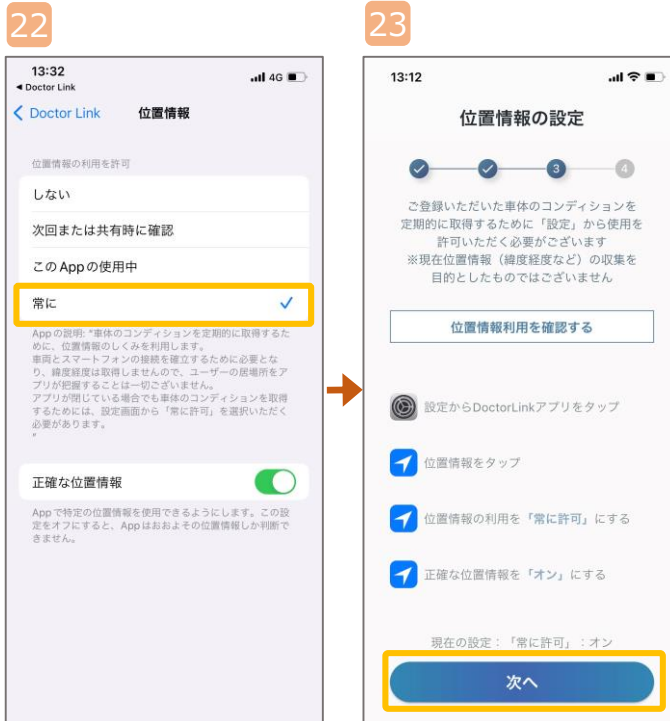 22
13:32
4G
◀ Doctor Link
Doctor Link
位置情報
位置情報の利用を許可
しない
次回または共有時に確認
このAppの使用中
常に
Appの説明: “車体のコンディションを定期的に取得するた
めに、位置情報のしくみを利用します。
車両とスマートフォンの接続を確立するために必要とな
り、緯度経度は取得しませんので、ユーザーの居場所をア
プリが把握することは一切ございません。
アプリが閉じている場合でも車体のコンディションを取得
するためには、設定画面から「常に許可」を選択いただく
必要があります。
”
正確な位置情報
Appで特定の位置情報を使用できるようにします。この設
定をオフにすると、Appはおおよその位置情報しか判断で
きません。
23
13:12
位置情報の設定
3
4
ご登録いただいた車体のコンディションを
定期的に取得するために「設定」から使用を
許可いただく必要がございます
※現在位置情報（緯度経度など）の収集を
目的としたものではございません
位置情報利用を確認する
設定からDoctorLinkアプリをタップ
位置情報をタップ
位置情報の利用を「常に許可」にする
正確な位置情報を「オン」にする
現在の設定：「常に許可」：オン
次へ